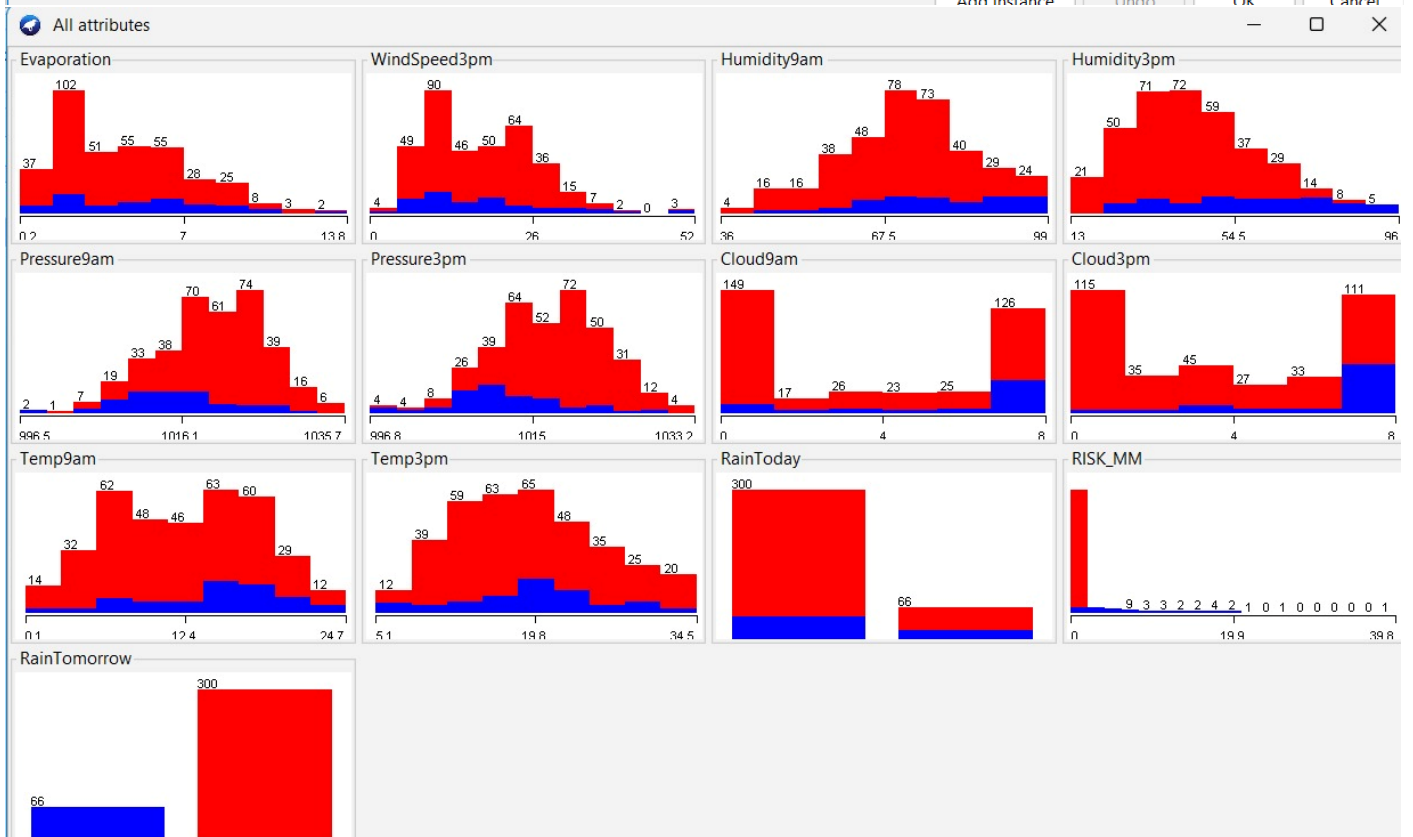 Add Instance Undo OK Cancel
All attributes
Evaporation WindSpeed3pm Humidity9am Humidity3pm
37 102 51 55 55 28 25 8 3 2
0.2 7 13.8
4 49 90 46 50 64 36 15 7 2 0 3
0 26 52
4 16 16 38 48 78 73 40 29 24
36 67.5 99
21 50 71 72 59 37 29 14 8 5
13 54.5 96
Pressure9am Pressure3pm Cloud9am Cloud3pm
2 1 7 19 33 38 70 61 74 39 16 6
996.5 1016.1 1035.7
4 4 8 26 39 64 52 72 50 31 12 4
996.8 1015 1033.2
149 17 26 23 25 126
0 4 8
115 35 45 27 33 111
0 4 8
Temp9am Temp3pm RainToday RISK_MM
14 32 62 48 46 63 60 29 12
0.1 12.4 24.7
12 39 59 63 65 48 35 25 20
5.1 19.8 34.5
300 66
9 3 3 2 2 4 2 1 0 1 0 0 0 0 0 1
0 19.9 39.8
RainTomorrow
66 300